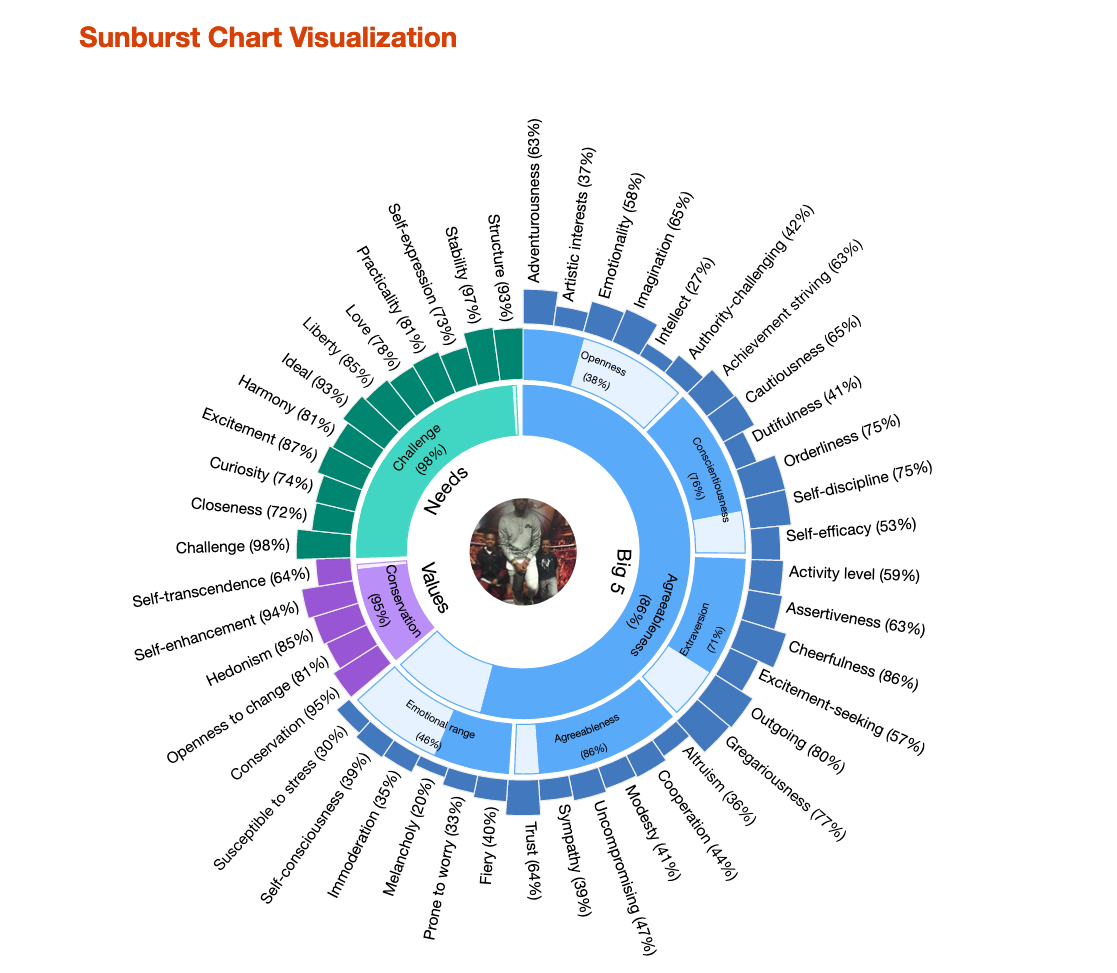 Sunburst Chart Visualization
Adventurousness (63%)
Artistic interests (37%)
Emotionality (58%)
Imagination (65%)
Intellect (27%)
Authority-challenging (42%)
Achievement striving (63%)
Cautiousness (65%)
Dutifulness (41%)
Orderliness (75%)
Self-discipline (75%)
Self-efficacy (53%)
Activity level (59%)
Assertiveness (63%)
Cheerfulness (86%)
Excitement-seeking (57%)
Outgoing (80%)
Gregariousness (77%)
Altruism (36%)
Cooperation (44%)
Modesty (41%)
Uncompromising (47%)
Sympathy (39%)
Trust (64%)
Fiery (40%)
Prone to worry (33%)
Melancholy (20%)
Immoderation (35%)
Self-consciousness (39%)
Susceptible to stress (30%)
Conservation (95%)
Openness to change (81%)
Hedonism (85%)
Self-enhancement (94%)
Self-transcendence (64%)
Challenge (98%)
Closeness (72%)
Curiosity (74%)
Excitement (87%)
Harmony (81%)
Ideal (93%)
Liberty (85%)
Love (78%)
Practicality (81%)
Self-expression (73%)
Stability (97%)
Structure (93%)
Openness
(38%)
Conscientiousness
(76%)
Extraversion
(71%)
Agreeableness
(86%)
Emotional range
(46%)
Agreeableness
(86%)
Conservation
(95%)
Challenge
(98%)
Needs
Values
Big 5